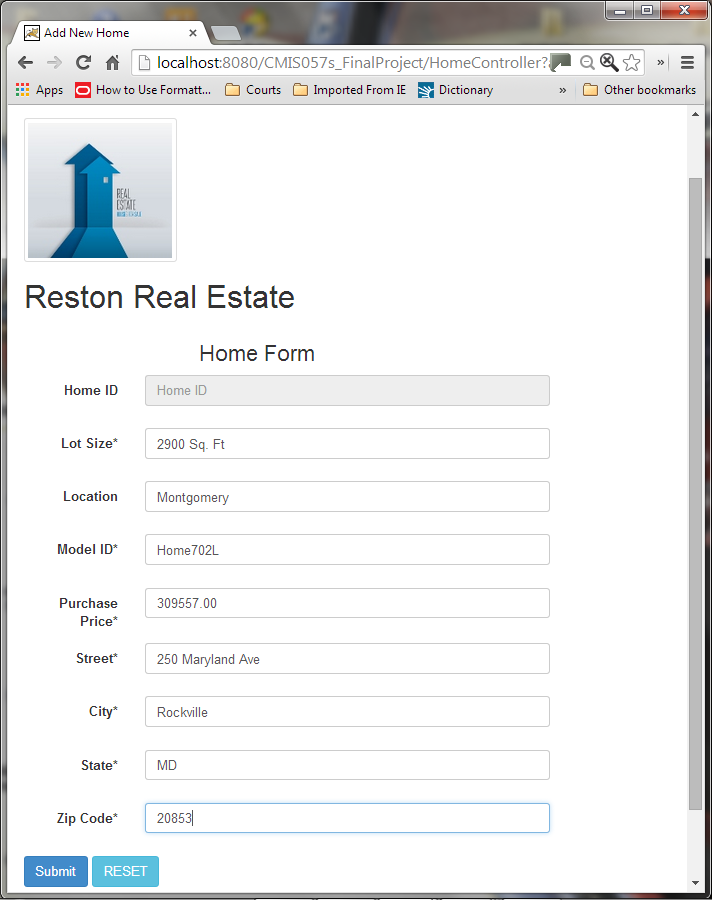 Add New Home
localhost:8080/CMIS057s_FinalProject/HomeController?
Apps How to Use Formatt... Courts Imported From IE Dictionary » Other bookmarks
REAL
ESTATE
Reston Real Estate
Home Form
Home ID Home ID
Lot Size* 2900 Sq. Ft
Location Montgomery
Model ID* Home702L
Purchase
Price* 309557.00
Street* 250 Maryland Ave
City* Rockville
State* MD
Zip Code* 20853
Submit RESET